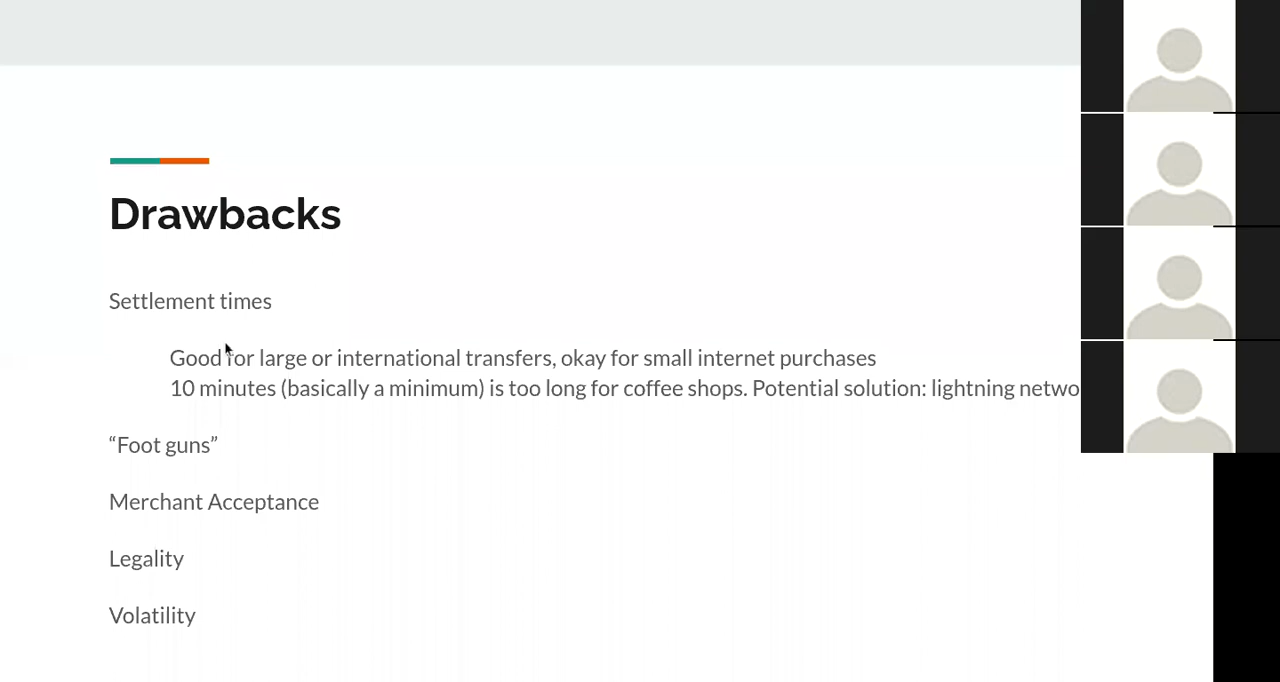 Drawbacks
Settlement times
Good for large or international transfers, okay for small internet purchases
10 minutes (basically a minimum) is too long for coffee shops. Potential solution: lightning
“Foot guns”
Merchant Acceptance
Legality
Volatility